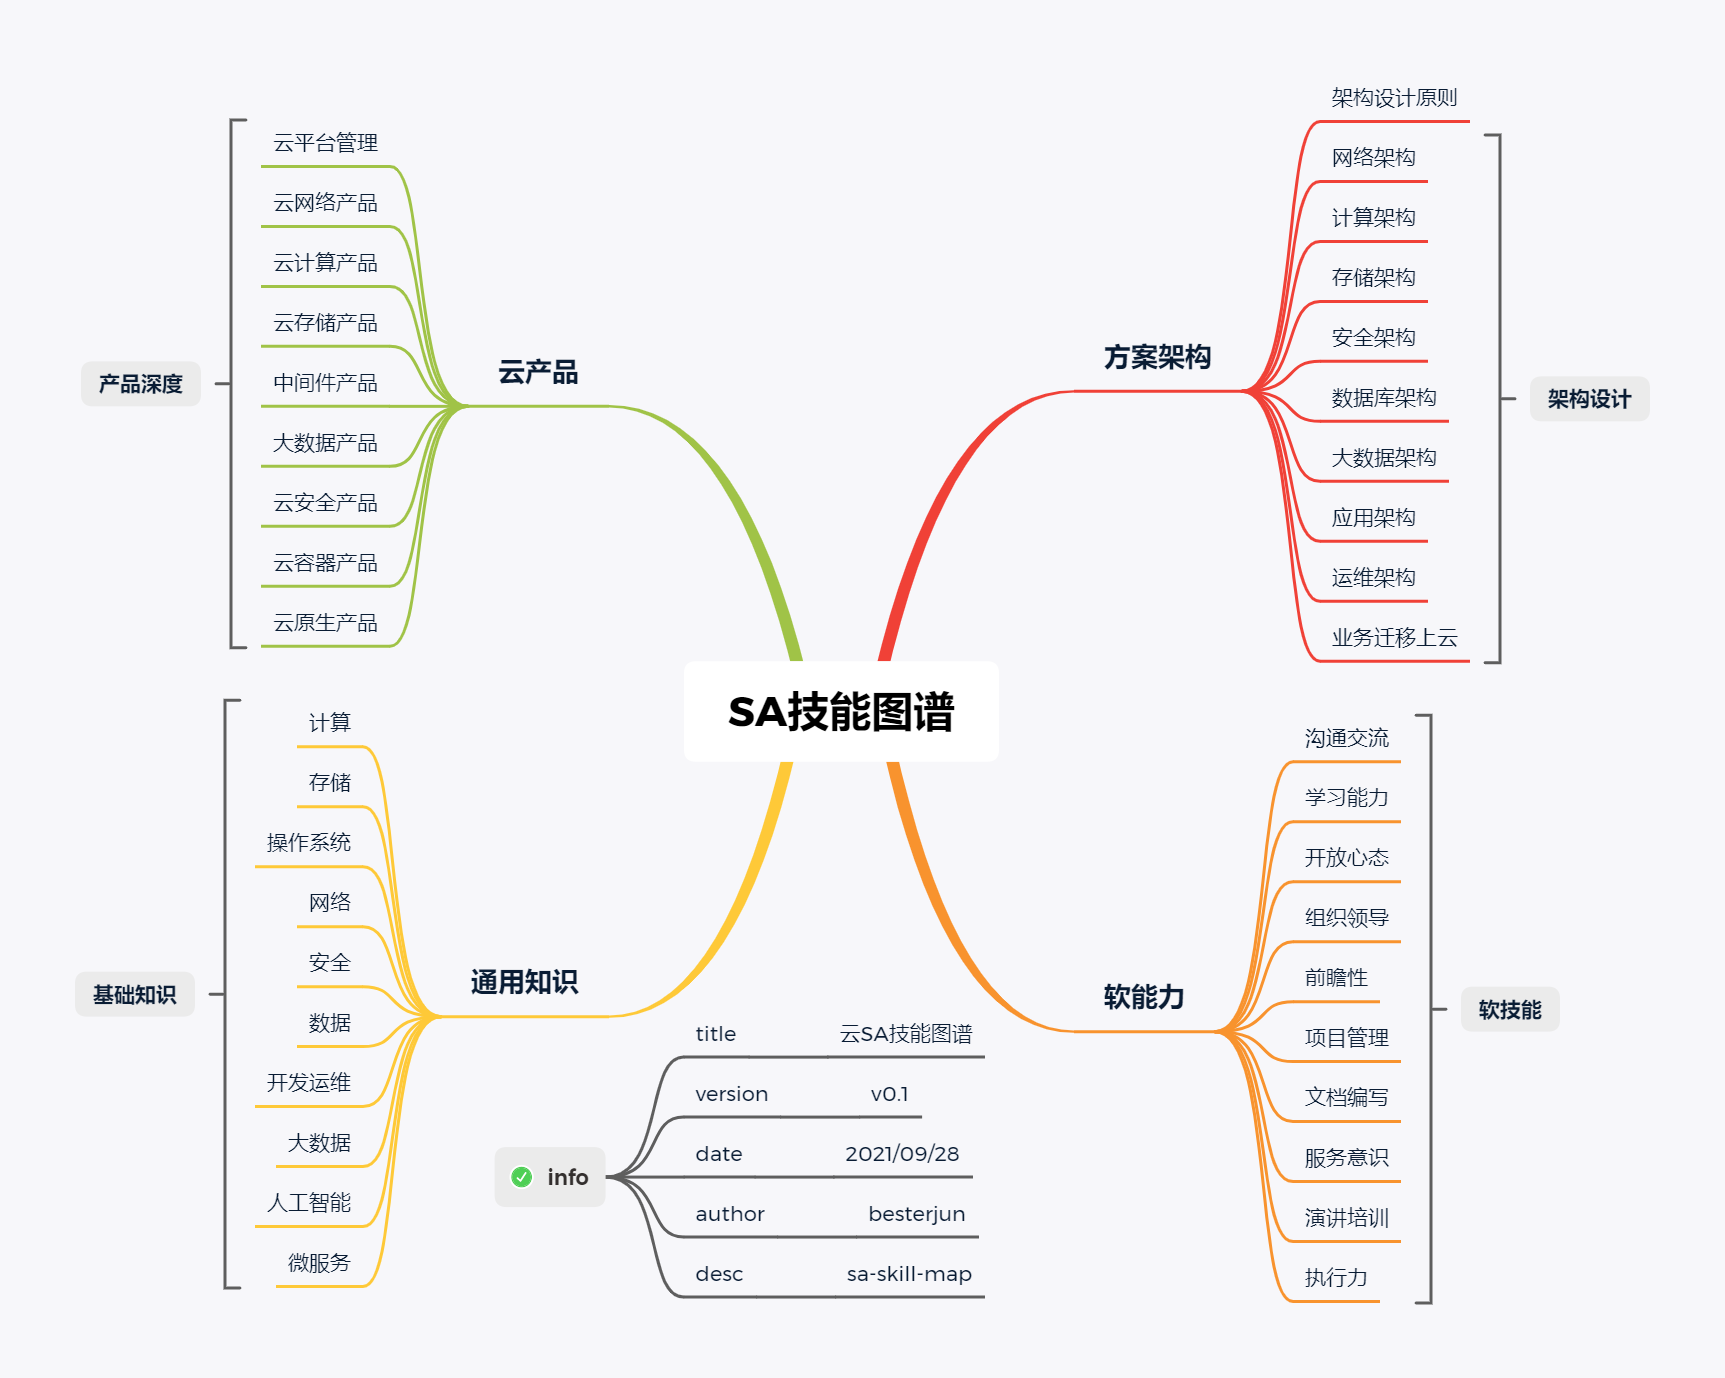 SA技能图谱
云产品
云平台管理
云网络产品
云计算产品
云存储产品
中间件产品
大数据产品
云安全产品
云容器产品
云原生产品
产品深度
方案架构
架构设计原则
网络架构
计算架构
存储架构
安全架构
数据库架构
大数据架构
应用架构
运维架构
业务迁移上云
架构设计
通用知识
计算
存储
操作系统
网络
安全
数据
开发运维
大数据
人工智能
微服务
基础知识
软能力
沟通交流
学习能力
开放心态
组织领导
前瞻性
项目管理
文档编写
服务意识
演讲培训
执行力
软技能
info
title 云SA技能图谱
version v0.1
date 2021/09/28
author besterjun
desc sa-skill-map